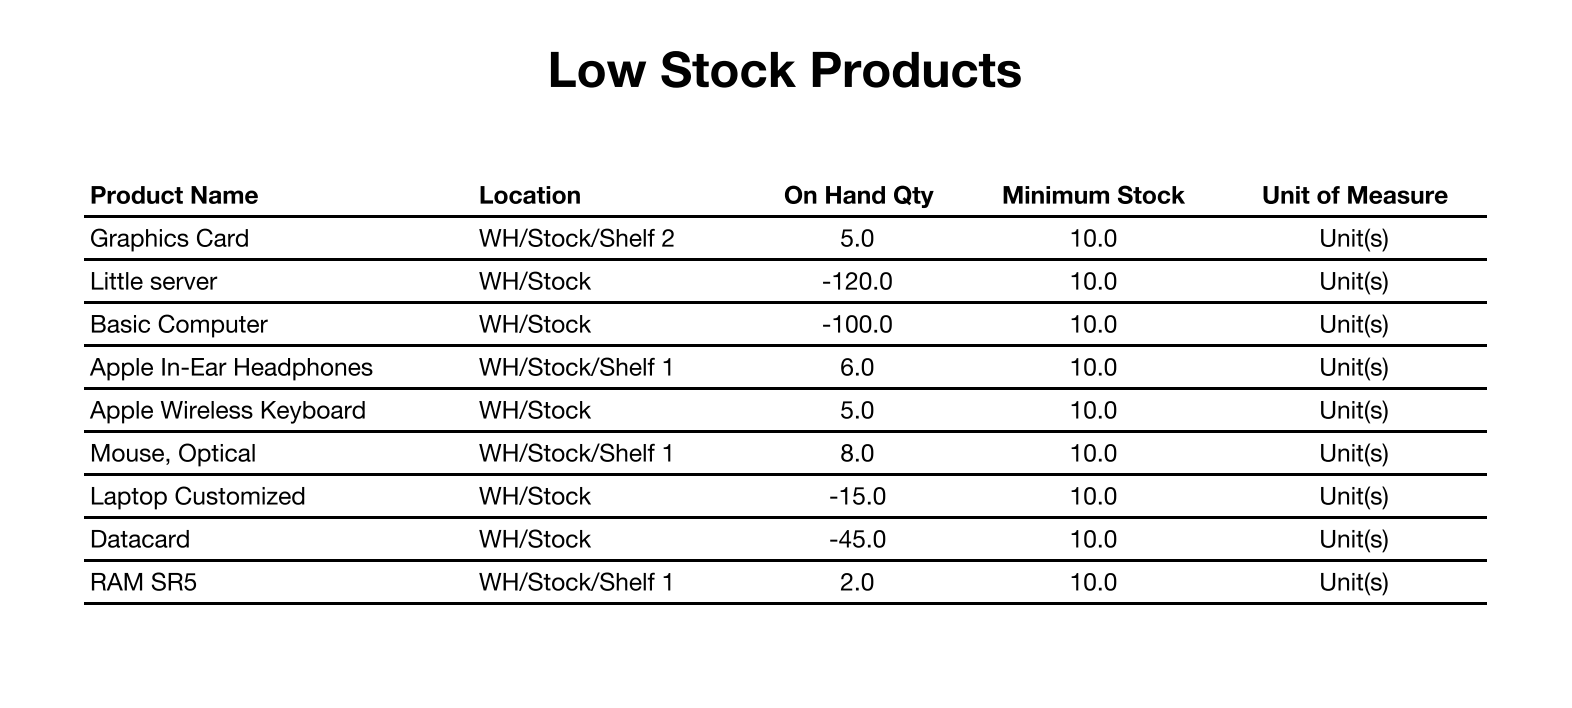 Low Stock Products
Product Name Location On Hand Qty Minimum Stock Unit of Measure
Graphics Card WH/Stock/Shelf 2 5.0 10.0 Unit(s)
Little server WH/Stock -120.0 10.0 Unit(s)
Basic Computer WH/Stock -100.0 10.0 Unit(s)
Apple In-Ear Headphones WH/Stock/Shelf 1 6.0 10.0 Unit(s)
Apple Wireless Keyboard WH/Stock 5.0 10.0 Unit(s)
Mouse, Optical WH/Stock/Shelf 1 8.0 10.0 Unit(s)
Laptop Customized WH/Stock -15.0 10.0 Unit(s)
Datacard WH/Stock -45.0 10.0 Unit(s)
RAM SR5 WH/Stock/Shelf 1 2.0 10.0 Unit(s)